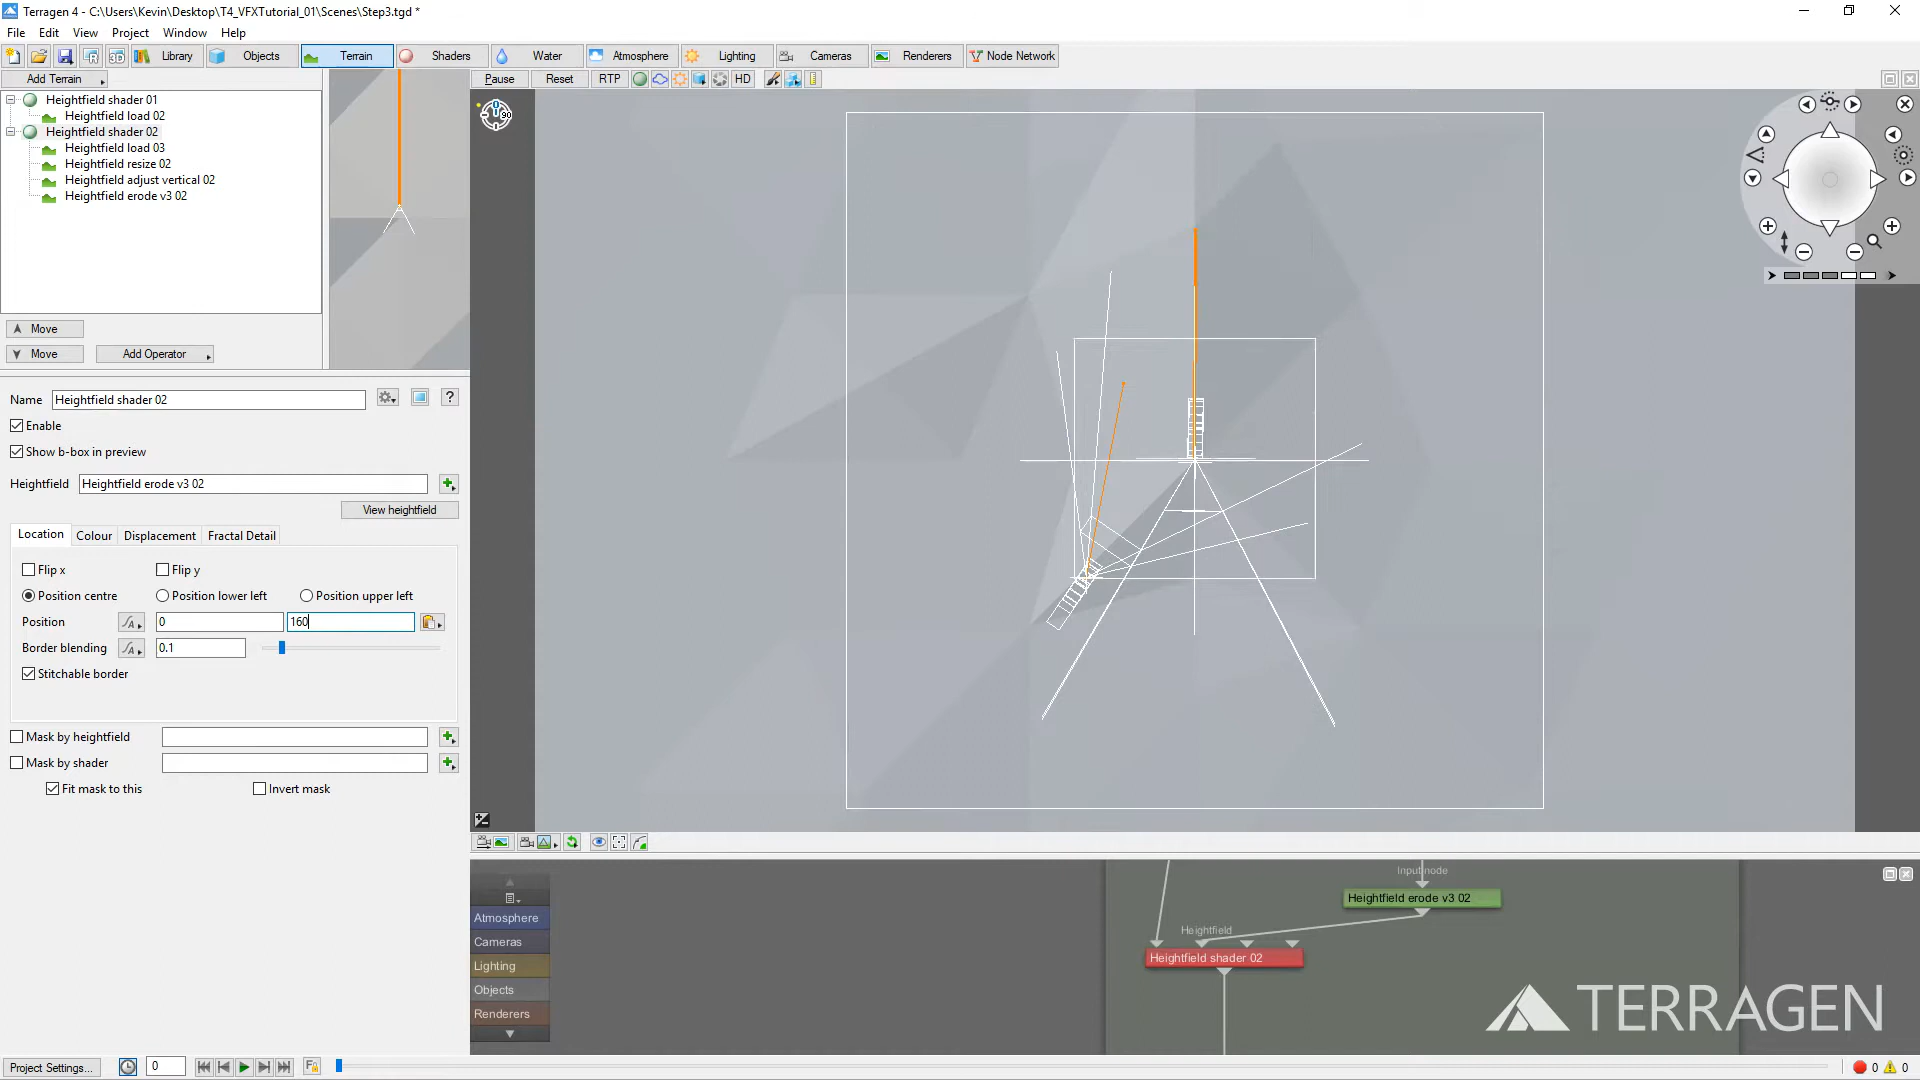 Terragen 4 - C:\Users\Kevin\Desktop\T4_VFXTutorial_01\Scenes\Step3.tgd *
File Edit View Project Window Help
Library Objects Terrain Shaders Water Atmosphere Lighting Cameras Renderers Node Network
Add Terrain
Pause Reset RTP HD
Heightfield shader 01
Heightfield load 02
Heightfield shader 02
Heightfield load 03
Heightfield resize 02
Heightfield adjust vertical 02
Heightfield erode v3 02
Move
Move Add Operator
Name Heightfield shader 02 ?
Enable
Show b-box in preview
Heightfield Heightfield erode v3 02
View heightfield
Location Colour Displacement Fractal Detail
Flip x Flip y
Position centre Position lower left Position upper left
Position 0 160
Border blending 0.1
Stitchable border
Mask by heightfield
Mask by shader
Fit mask to this Invert mask
90
Input node
Heightfield erode v3 02
Heightfield
Heightfield shader 02
Atmosphere
Cameras
Lighting
Objects
Renderers
TERRAGEN
Project Settings... 0 0 0